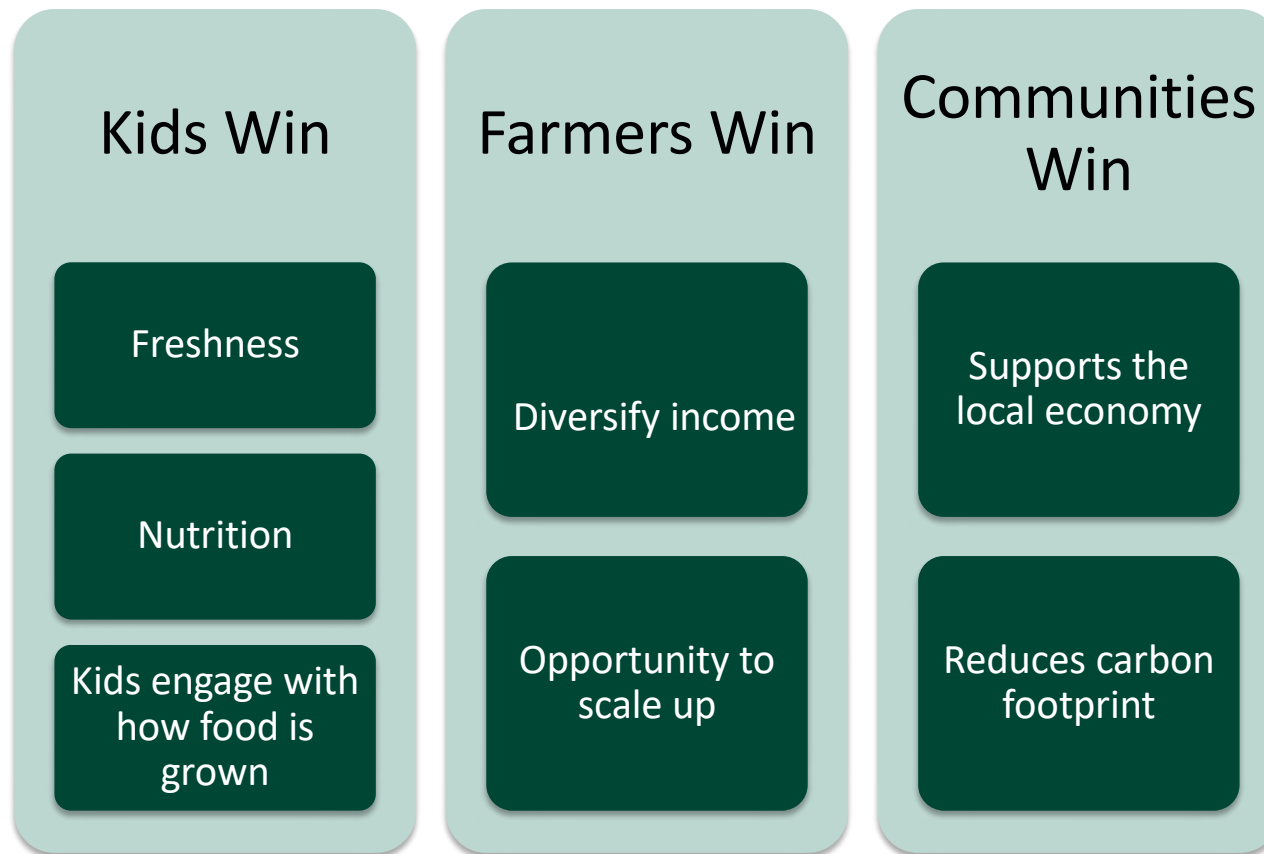 Kids Win
Freshness
Nutrition
Kids engage with
how food is
grown
Farmers Win
Diversify income
Opportunity to
scale up
Communities
Win
Supports the
local economy
Reduces carbon
footprint